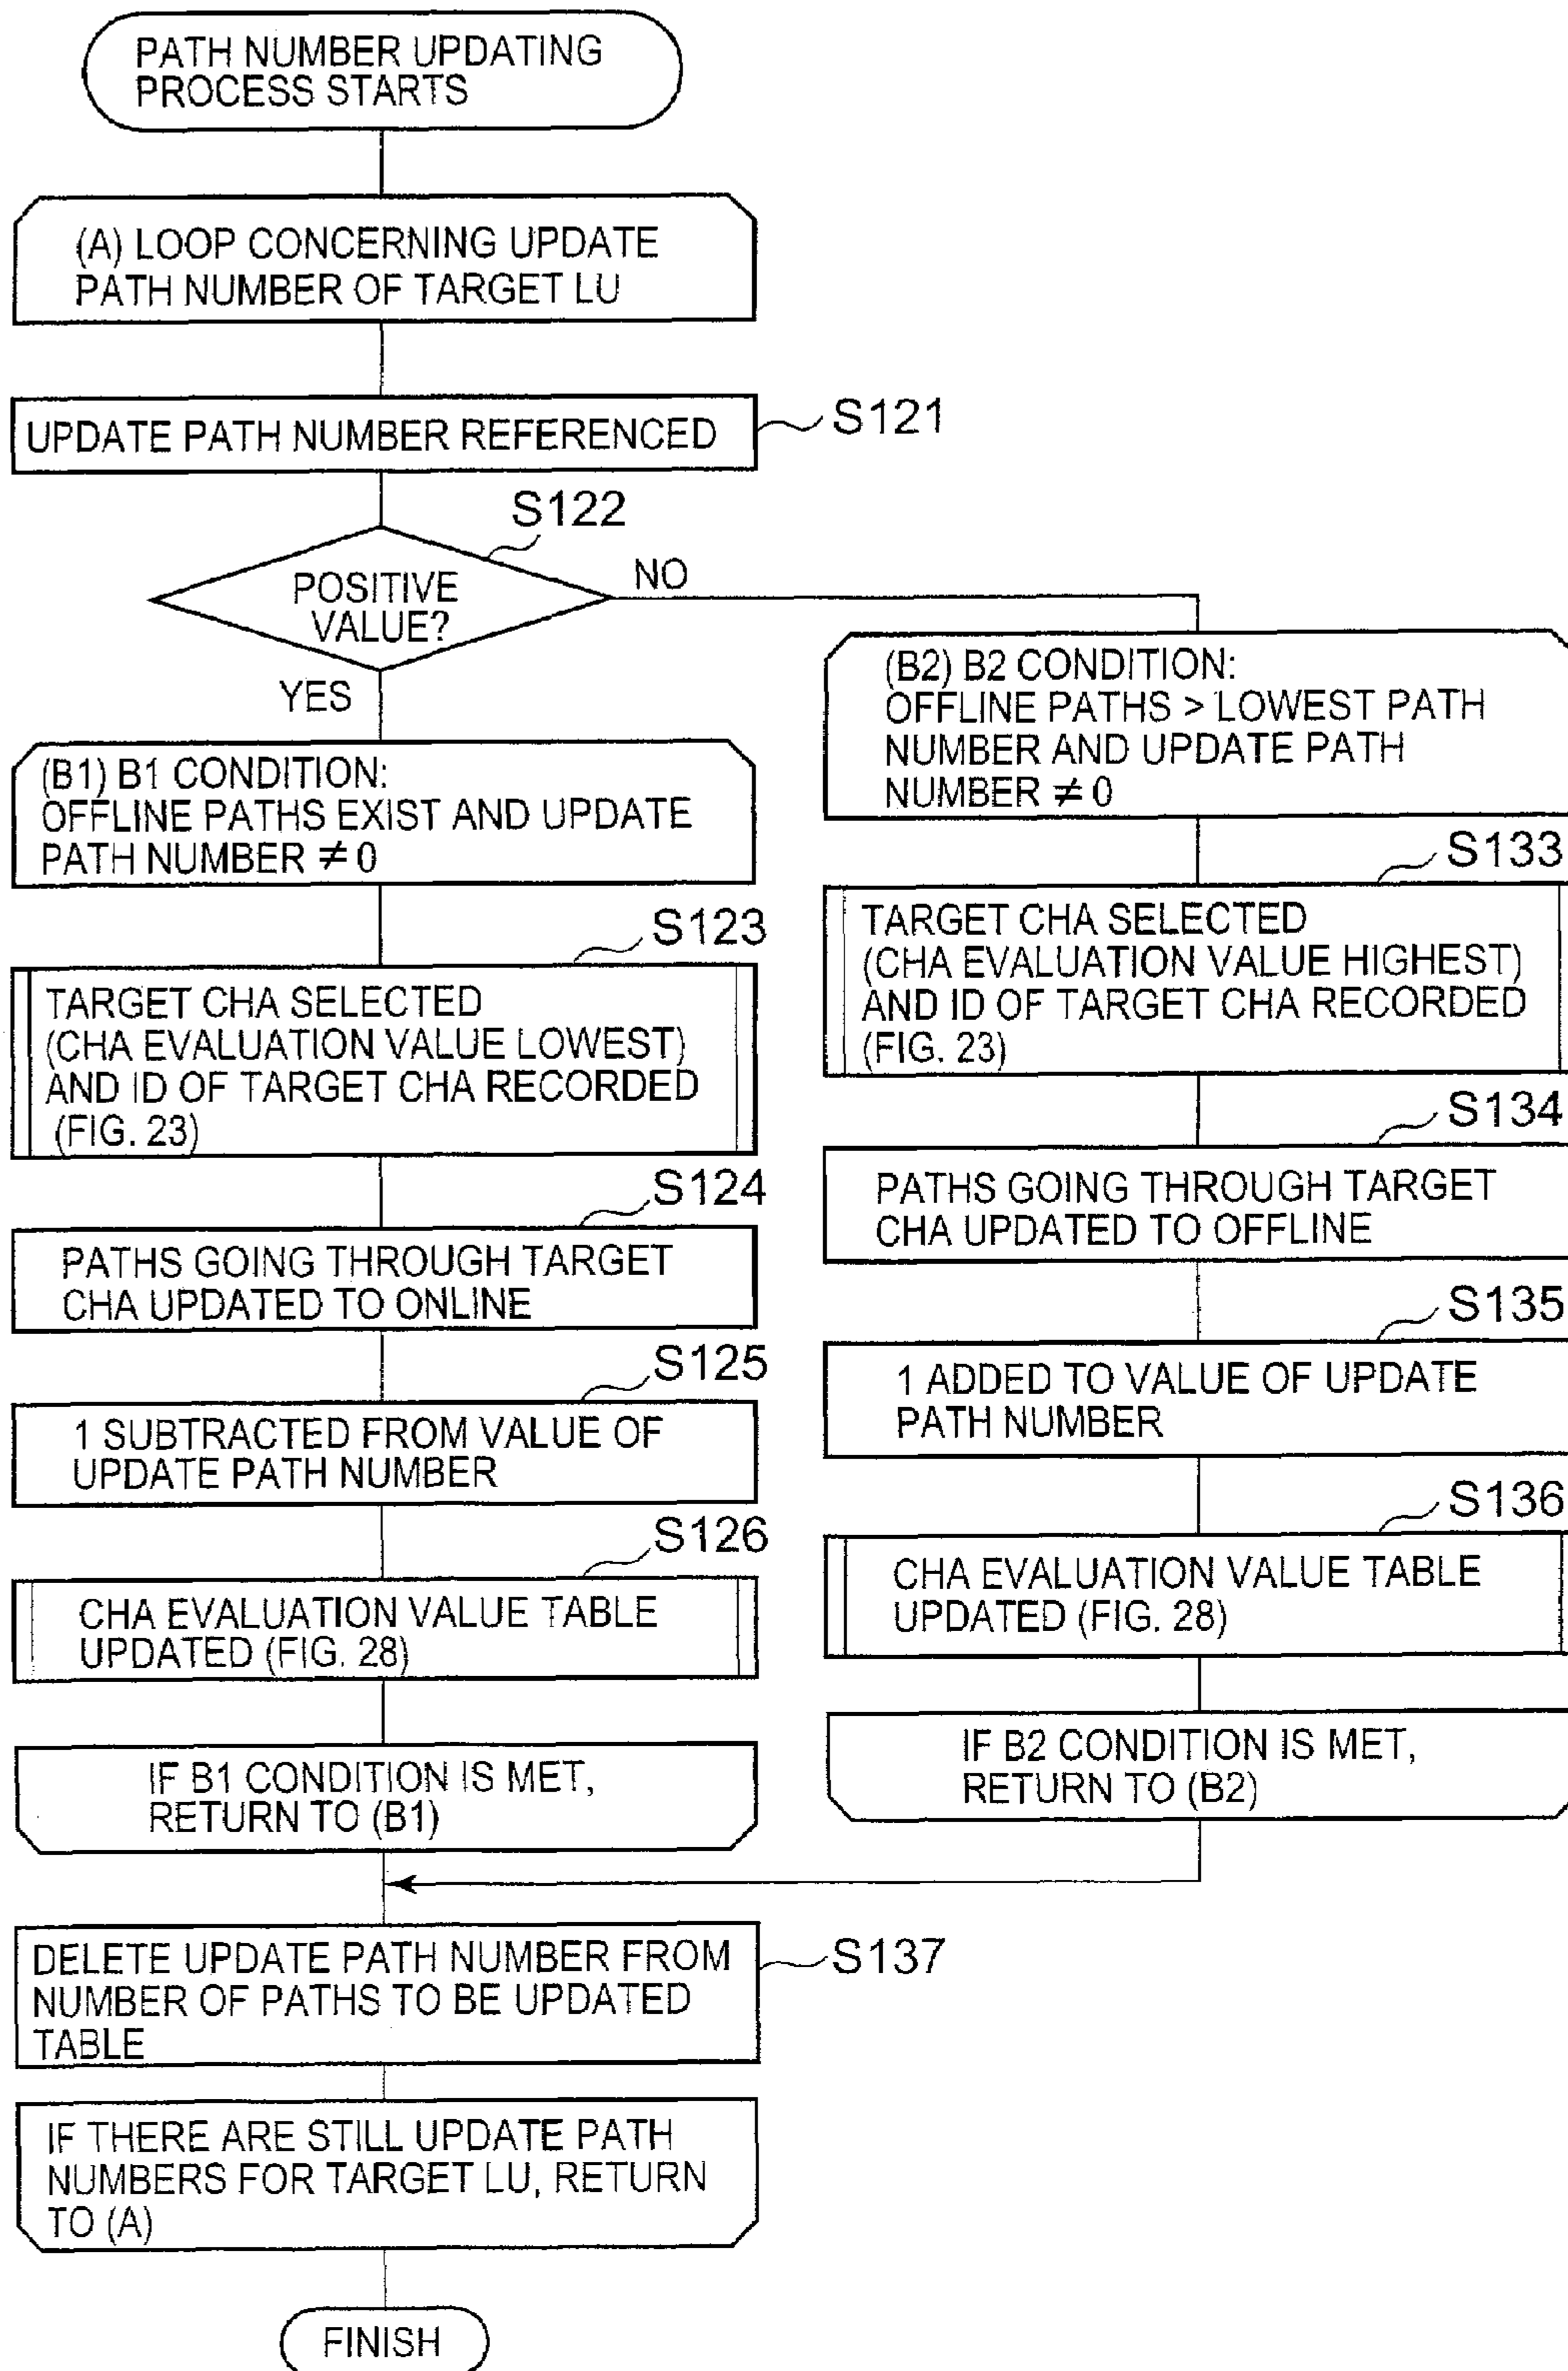 PATH NUMBER UPDATING
PROCESS STARTS
(A) LOOP CONCERNING UPDATE
PATH NUMBER OF TARGET LU
UPDATE PATH NUMBER REFERENCED
S121
S122
POSITIVE
VALUE?
NO
YES
(B1) B1 CONDITION:
OFFLINE PATHS EXIST AND UPDATE
PATH NUMBER ≠ 0
S123
TARGET CHA SELECTED
(CHA EVALUATION VALUE LOWEST)
AND ID OF TARGET CHA RECORDED
(FIG. 23)
S124
PATHS GOING THROUGH TARGET
CHA UPDATED TO ONLINE
S125
1 SUBTRACTED FROM VALUE OF
UPDATE PATH NUMBER
S126
CHA EVALUATION VALUE TABLE
UPDATED (FIG. 28)
IF B1 CONDITION IS MET,
RETURN TO (B1)
(B2) B2 CONDITION:
OFFLINE PATHS > LOWEST PATH
NUMBER AND UPDATE PATH
NUMBER ≠ 0
S133
TARGET CHA SELECTED
(CHA EVALUATION VALUE HIGHEST)
AND ID OF TARGET CHA RECORDED
(FIG. 23)
S134
PATHS GOING THROUGH TARGET
CHA UPDATED TO OFFLINE
S135
1 ADDED TO VALUE OF UPDATE
PATH NUMBER
S136
CHA EVALUATION VALUE TABLE
UPDATED (FIG. 28)
IF B2 CONDITION IS MET,
RETURN TO (B2)
DELETE UPDATE PATH NUMBER FROM
NUMBER OF PATHS TO BE UPDATED
TABLE
S137
IF THERE ARE STILL UPDATE PATH
NUMBERS FOR TARGET LU, RETURN
TO (A)
FINISH